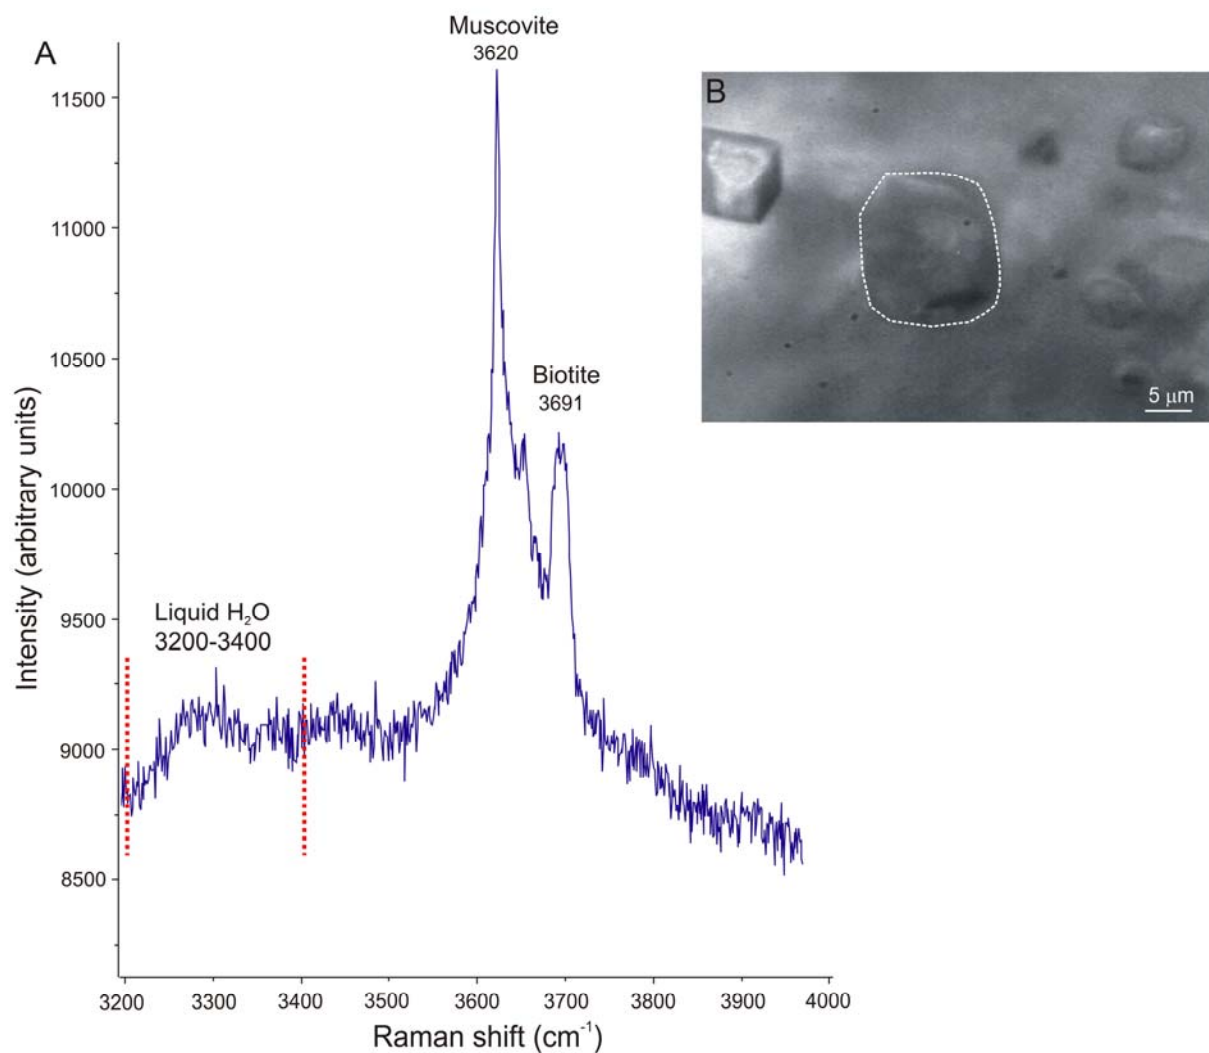 A
Muscovite
3620
B
5 μm
Biotite
3691
Liquid H₂O
3200-3400
Intensity (arbitrary units)
11500
11000
10500
10000
9500
9000
8500
3200 3300 3400 3500 3600 3700 3800 3900 4000
Raman shift (cm⁻¹)